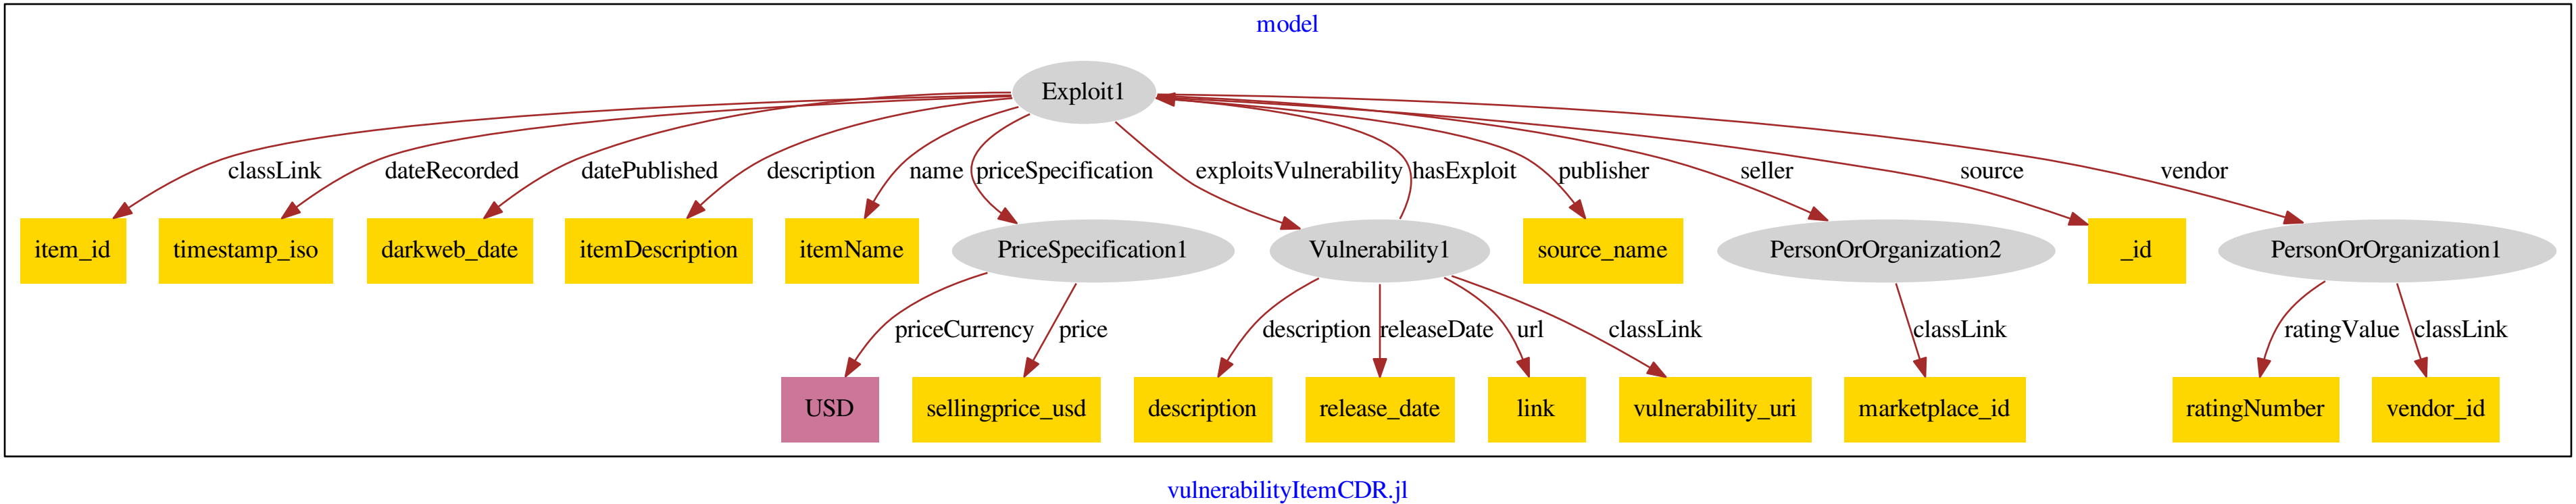 model
Exploit1
classLink
dateRecorded
datePublished
description
name
priceSpecification
exploitsVulnerability
hasExploit
publisher
seller
source
vendor
item_id
timestamp_iso
darkweb_date
itemDescription
itemName
PriceSpecification1
Vulnerability1
source_name
PersonOrOrganization2
_id
PersonOrOrganization1
priceCurrency
price
description
releaseDate
url
classLink
classLink
ratingValue
classLink
USD
sellingprice_usd
description
release_date
link
vulnerability_uri
marketplace_id
ratingNumber
vendor_id
vulnerabilityItemCDR.jl